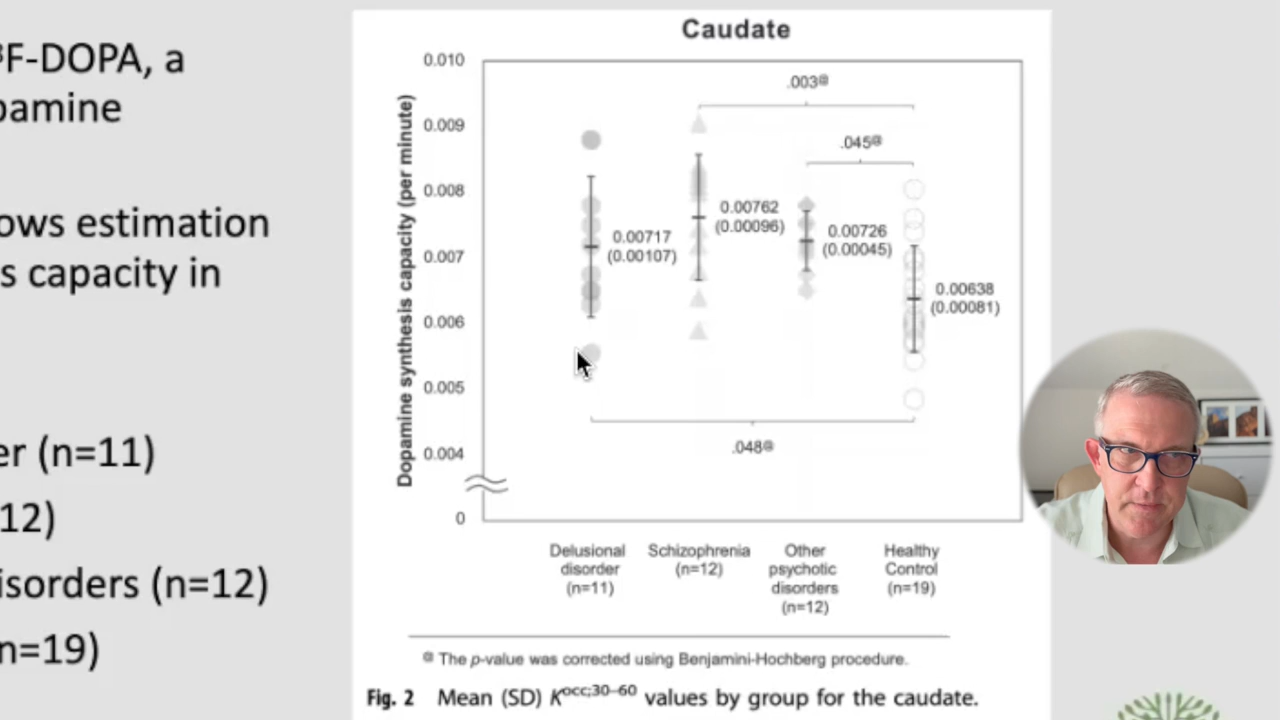 ³F-DOPA, a
pamine
ows estimation
s capacity in
er (n=11)
12)
isorders (n=12)
n=19)
Caudate
Dopamine synthesis capacity (per minute)
0.010
0.009
0.008
0.007
0.006
0.005
0.004
0
.003@
.045@
0.00717
(0.00107)
0.00762
(0.00096)
0.00726
(0.00045)
0.00638
(0.00081)
.048@
Delusional
disorder
(n=11)
Schizophrenia
(n=12)
Other
psychotic
disorders
(n=12)
Healthy
Control
(n=19)
@ The p-value was corrected using Benjamini-Hochberg procedure.
Fig. 2 Mean (SD) Kocc;30–60 values by group for the caudate.